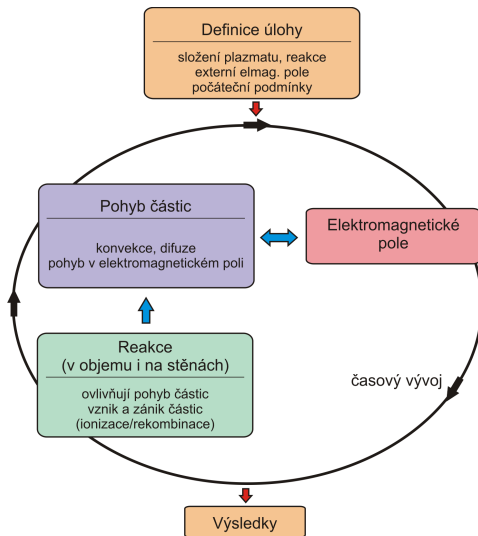 Definice úlohy
složení plazmatu, reakce
externí elmag. pole
počáteční podmínky
Pohyb částic
konvekce, difuze
pohyb v elektromagnetickém poli
Elektromagnetické
pole
Reakce
(v objemu i na stěnách)
ovlivňují pohyb částic
vznik a zánik částic
(ionizace/rekombinace)
časový vývoj
Výsledky